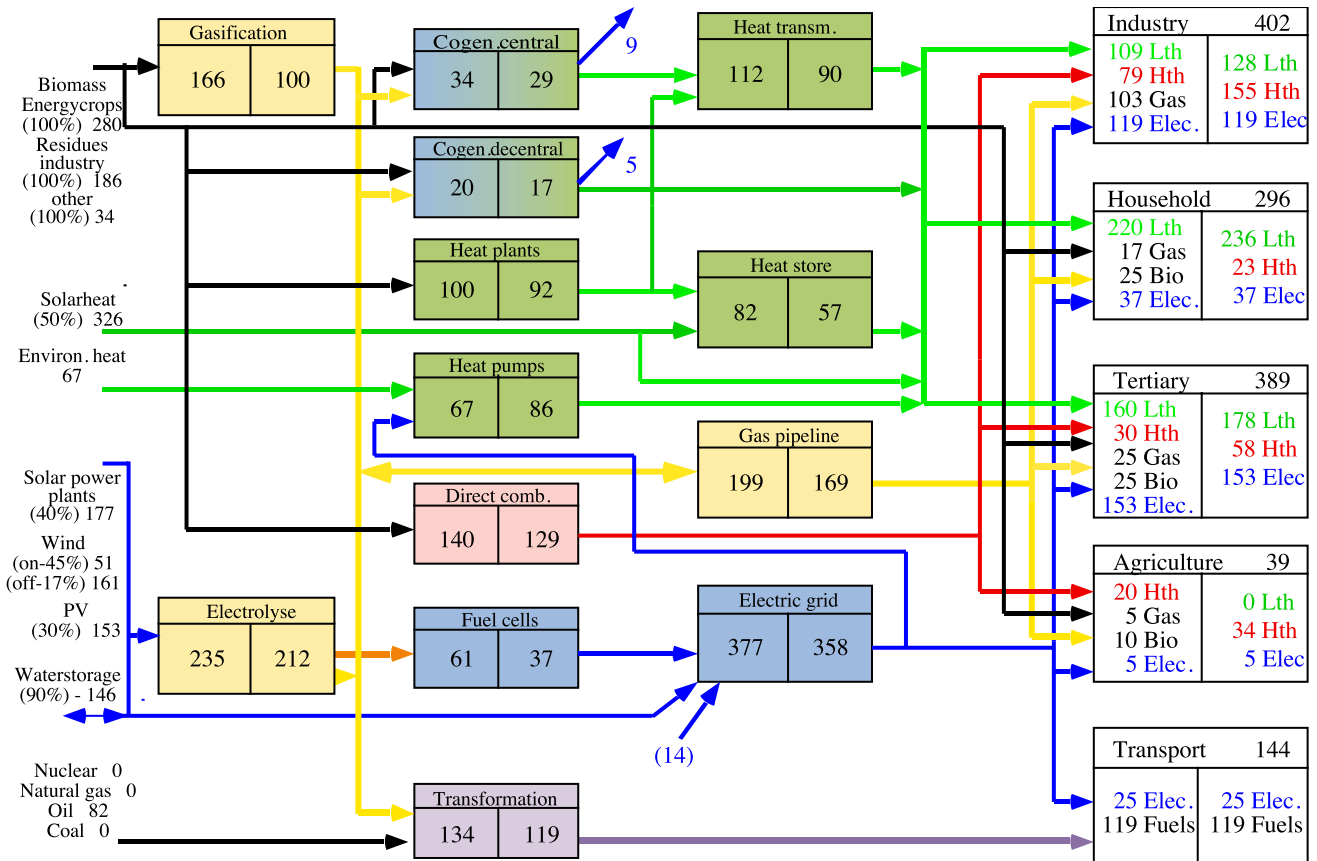 Biomass
Energycrops
(100%) 280
Residues
industry
(100%) 186
other
(100%) 34
Solarheat
(50%) 326
Environ. heat
67
Solar power
plants
(40%) 177
Wind
(on-45%) 51
(off-17%) 161
PV
(30%) 153
Waterstorage
(90%) - 146
Nuclear 0
Natural gas 0
Oil 82
Coal 0
Gasification
166 100
Electrolyse
235 212
Cogen.central
34 29
9
Cogen.decentral
20 17
5
Heat plants
100 92
Heat pumps
67 86
Direct comb.
140 129
Fuel cells
61 37
Transformation
134 119
Heat transm.
112 90
Heat store
82 57
Gas pipeline
199 169
Electric grid
377 358
(14)
Industry 402
109 Lth
79 Hth
103 Gas
119 Elec.
128 Lth
155 Hth
119 Elec
Household 296
220 Lth
17 Gas
25 Bio
37 Elec.
236 Lth
23 Hth
37 Elec
Tertiary 389
160 Lth
30 Hth
25 Gas
25 Bio
153 Elec.
178 Lth
58 Hth
153 Elec
Agriculture 39
20 Hth
5 Gas
10 Bio
5 Elec.
0 Lth
34 Hth
5 Elec
Transport 144
25 Elec.
119 Fuels
25 Elec.
119 Fuels